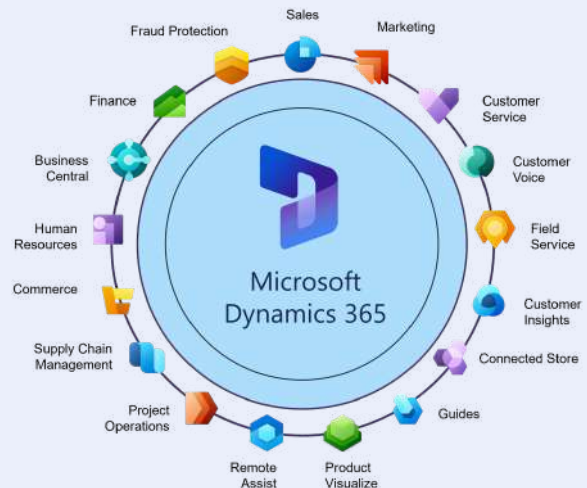 Sales
Marketing
Customer
Service
Customer
Voice
Field
Service
Customer
Insights
Connected Store
Guides
Product
Visualize
Remote
Assist
Project
Operations
Supply Chain
Management
Commerce
Human
Resources
Business
Central
Finance
Fraud Protection
Microsoft
Dynamics 365